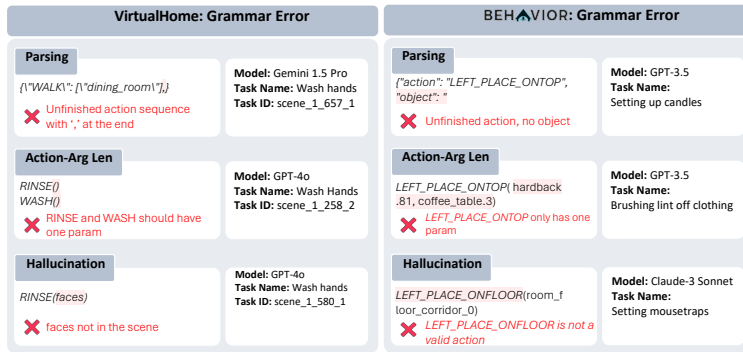 VirtualHome: Grammar Error
Parsing
{\"WALK\": [\"dining_room\"],}
Unfinished action sequence
with ',' at the end
Model: Gemini 1.5 Pro
Task Name: Wash hands
Task ID: scene_1_657_1
Action-Arg Len
RINSE()
WASH()
RINSE and WASH should have
one param
Model: GPT-4o
Task Name: Wash Hands
Task ID: scene_1_258_2
Hallucination
RINSE(faces)
faces not in the scene
Model: GPT-4o
Task Name: Wash hands
Task ID: scene_1_580_1
BEHAVIOR: Grammar Error
Parsing
{"action": "LEFT_PLACE_ONTOP",
"object": "
Unfinished action, no object
Model: GPT-3.5
Task Name:
Setting up candles
Action-Arg Len
LEFT_PLACE_ONTOP( hardback
.81, coffee_table.3)
LEFT_PLACE_ONTOP only has one
param
Model: GPT-3.5
Task Name:
Brushing lint off clothing
Hallucination
LEFT_PLACE_ONFLOOR(room_f
loor_corridor_0)
LEFT_PLACE_ONFLOOR is not a
valid action
Model: Claude-3 Sonnet
Task Name:
Setting mousetraps